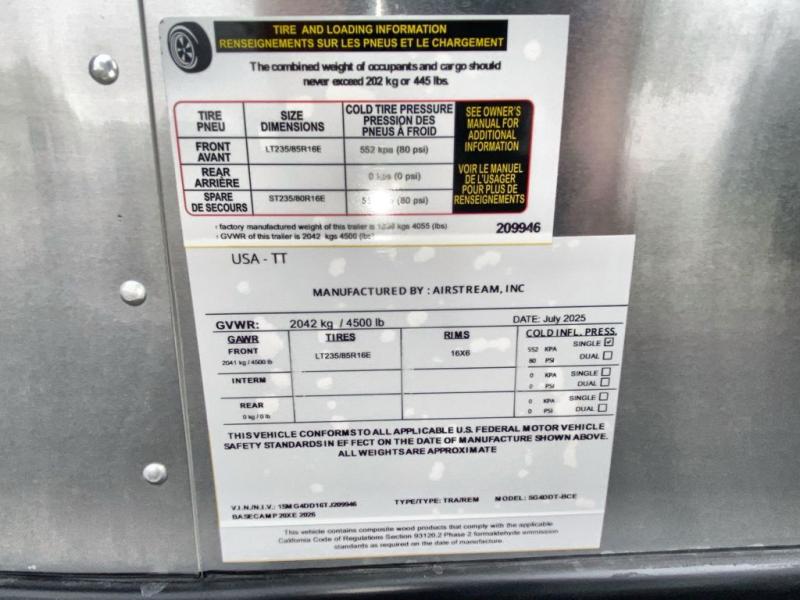 TIRE AND LOADING INFORMATION
RENSEIGNEMENTS SUR LES PNEUS ET LE CHARGEMENT
The combined weight of occupants and cargo should
never exceed 202 kg or 445 lbs.
TIRE PNEU SIZE DIMENSIONS COLD TIRE PRESSURE PRESSION DES PNEUS À FROID
FRONT AVANT LT235/85R16E 552 kpa (80 psi)
REAR ARRIÈRE 0 kpa (0 psi)
SPARE DE SECOURS ST235/80R16E (80 psi)
SEE OWNER'S
MANUAL FOR
ADDITIONAL
INFORMATION
VOIR LE MANUEL
DE L'USAGER
POUR PLUS DE
RENSEIGNEMENTS
factory manufactured weight of this trailer is kgs 4055 (lbs)
GVWR of this trailer is 2042 kgs 4500 (lbs)
209946
USA - TT
MANUFACTURED BY : AIRSTREAM, INC
GVWR: 2042 kg / 4500 lb DATE: July 2025
GAWR TIRES RIMS COLD INFL. PRESS.
FRONT LT235/85R16E 16X6 552 KPA SINGLE
2041 kg / 4500 lb 80 PSI DUAL
INTERM 0 KPA SINGLE
0 PSI DUAL
REAR 0 KPA SINGLE
0 kg / 0 lb 0 PSI DUAL
THIS VEHICLE CONFORMS TO ALL APPLICABLE U.S. FEDERAL MOTOR VEHICLE
SAFETY STANDARDS IN EFFECT ON THE DATE OF MANUFACTURE SHOWN ABOVE.
ALL WEIGHTS ARE APPROXIMATE
V.I.N./N.I.V.: TYPE/TYPE: TRA/REM MODEL:
BASECAMP 20XE 2026
This vehicle contains composite wood products that comply with the applicable
California Code of Regulations Section 93120.2 Phase 2 formaldehyde emmission
standards as required on the date of manufacture.